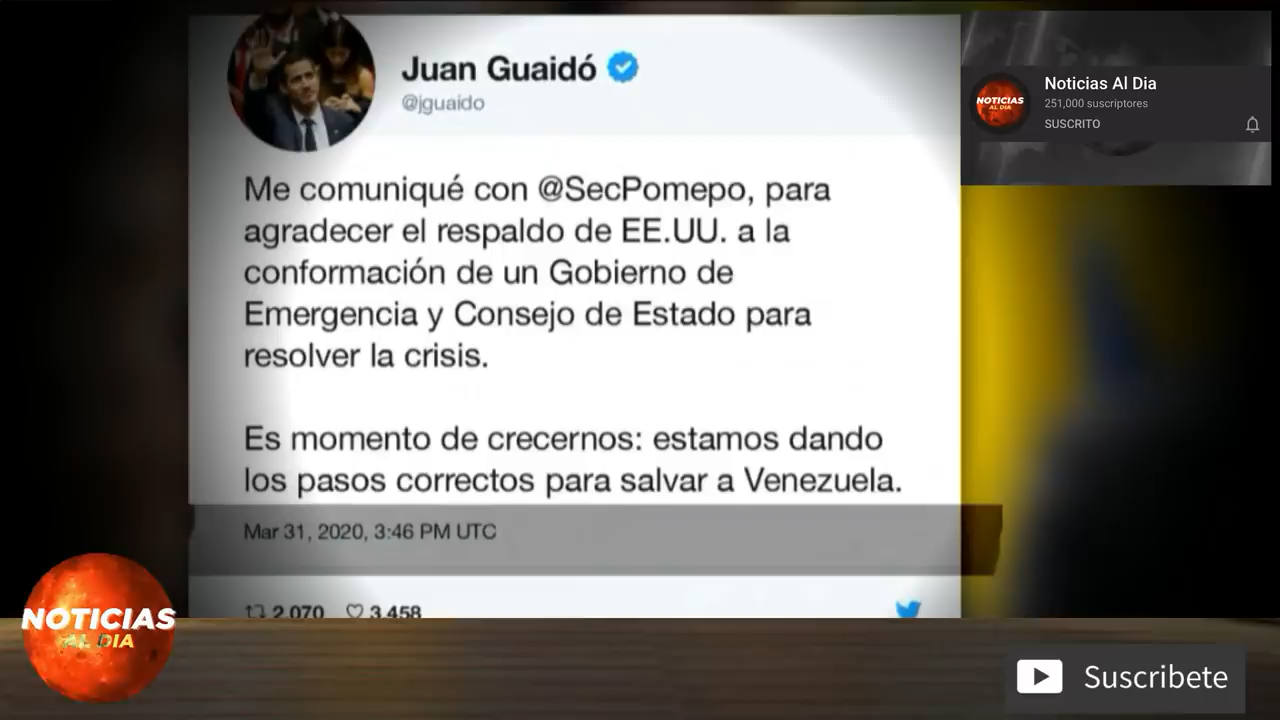 Juan Guaidó
@jguaido
Me comuniqué con @SecPomepo, para
agradecer el respaldo de EE.UU. a la
conformación de un Gobierno de
Emergencia y Consejo de Estado para
resolver la crisis.
Es momento de crecernos: estamos dando
los pasos correctos para salvar a Venezuela.
Mar 31, 2020, 3:46 PM UTC
2,070 3,458
NOTICIAS
AL DIA
Noticias Al Dia
251,000 suscriptores
SUSCRITO
NOTICIAS
AL DIA
Suscribete